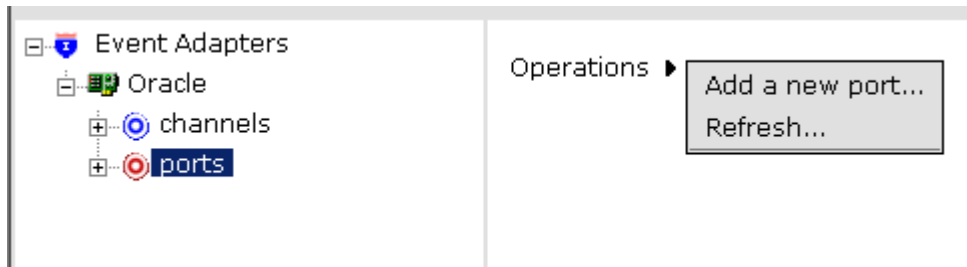 Event Adapters
Oracle
channels
ports
Operations
Add a new port...
Refresh...